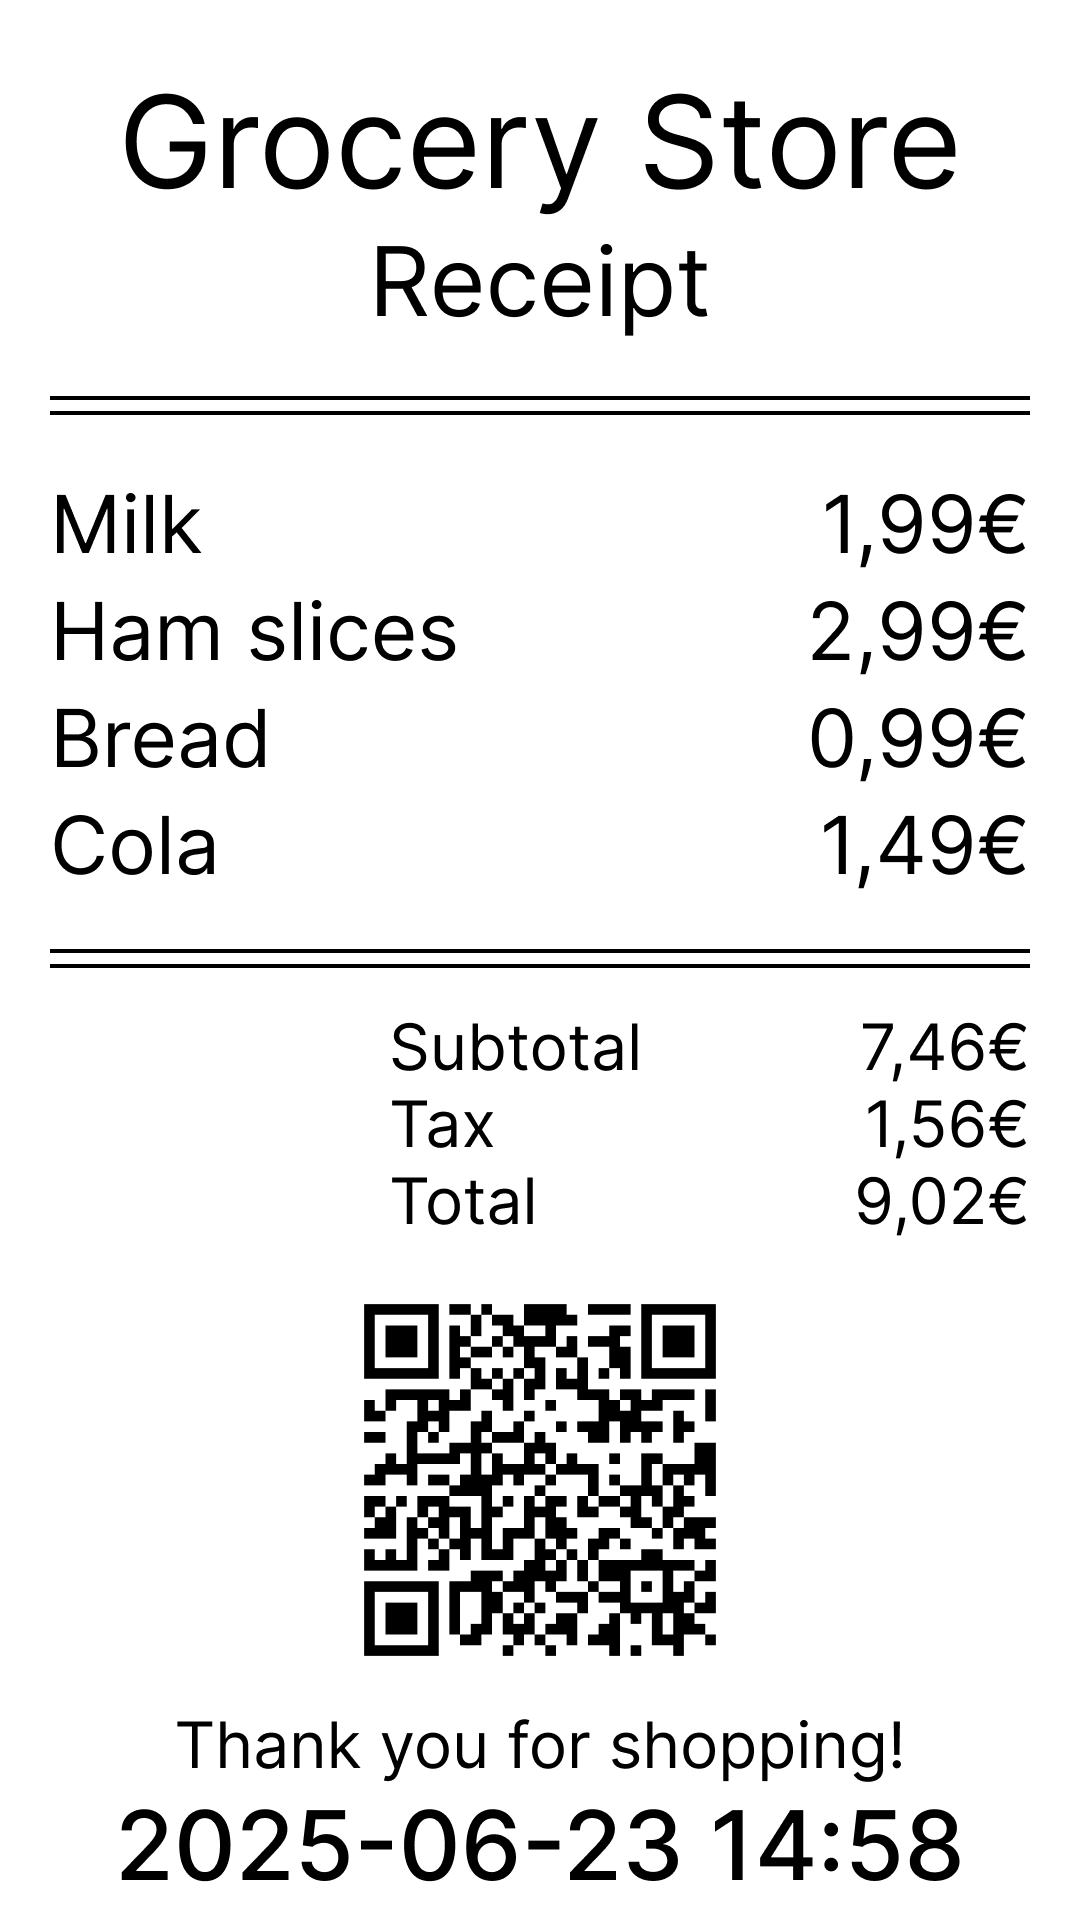 Grocery Store
Receipt
Milk 1,99€
Ham slices 2,99€
Bread 0,99€
Cola 1,49€
Subtotal 7,46€
Tax 1,56€
Total 9,02€
Thank you for shopping!
2025-06-23 14:58